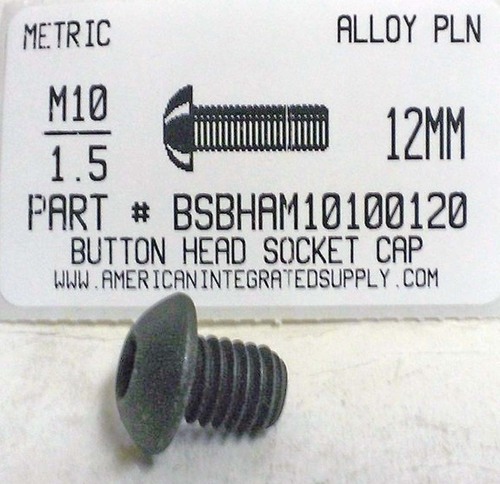 METRIC ALLOY PLN
M10
1.5
12MM
PART # BSBHAM10100120
BUTTON HEAD SOCKET CAP
WWW.AMERICANINTEGRATEDSUPPLY.COM